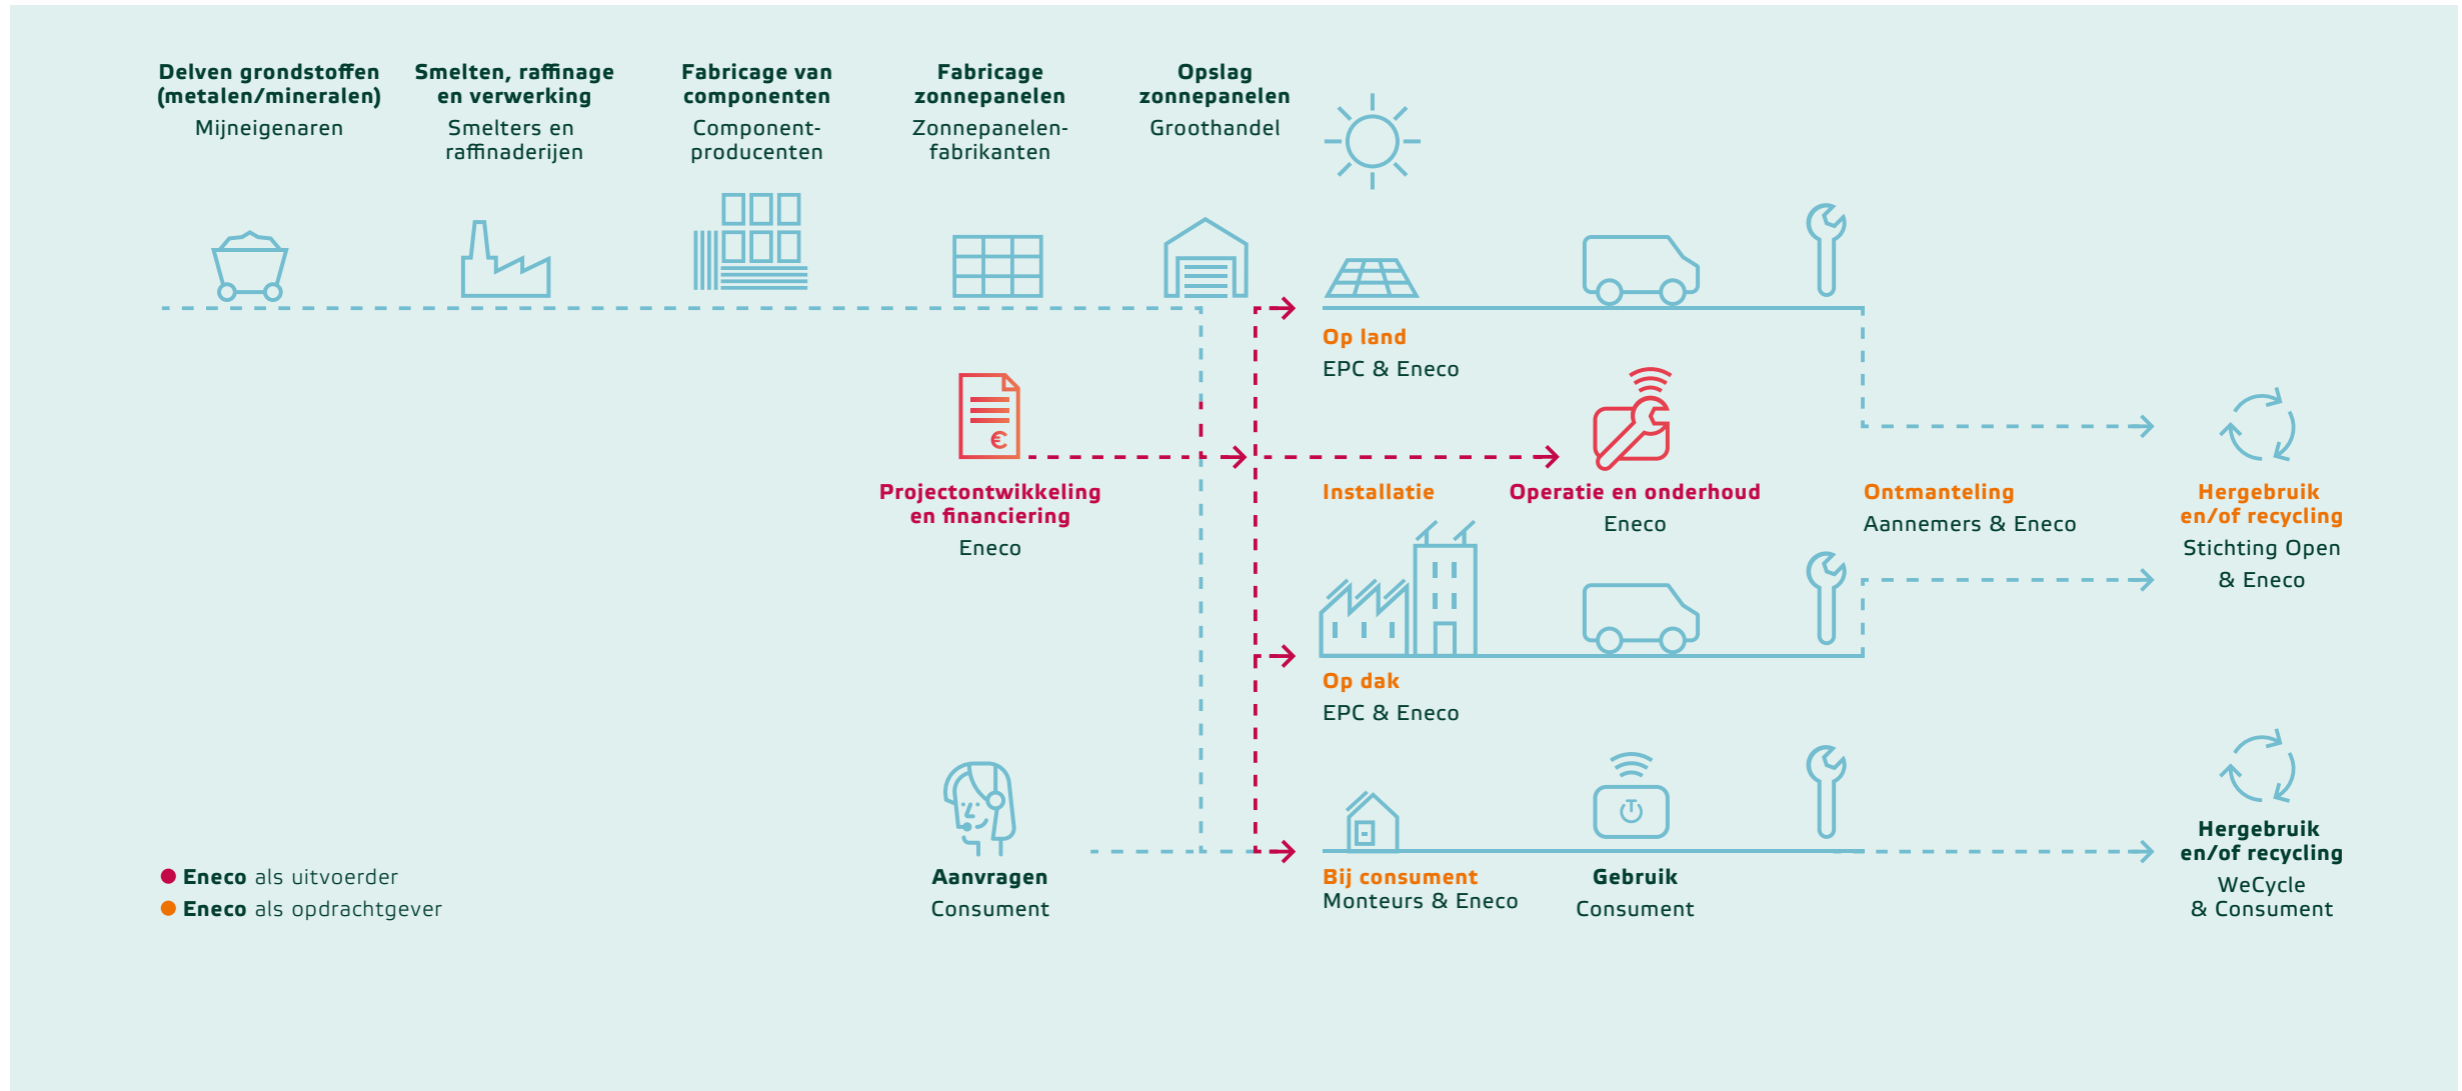 Delven grondstoffen
(metalen/mineralen)
Mijneigenaren
Smelten, raffinage
en verwerking
Smelters en
raffinaderijen
Fabricage van
componenten
Component-
producenten
Fabricage
zonnepanelen
Zonnepanelen-
fabrikanten
Opslag
zonnepanelen
Groothandel
Op land
EPC & Eneco
€
Projectontwikkeling
en financiering
Eneco
Installatie
Operatie en onderhoud
Eneco
Ontmanteling
Aannemers & Eneco
Hergebruik
en/of recycling
Stichting Open
& Eneco
Op dak
EPC & Eneco
Aanvragen
Consument
Bij consument
Monteurs & Eneco
Gebruik
Consument
Hergebruik
en/of recycling
WeCycle
& Consument
Eneco als uitvoerder
Eneco als opdrachtgever